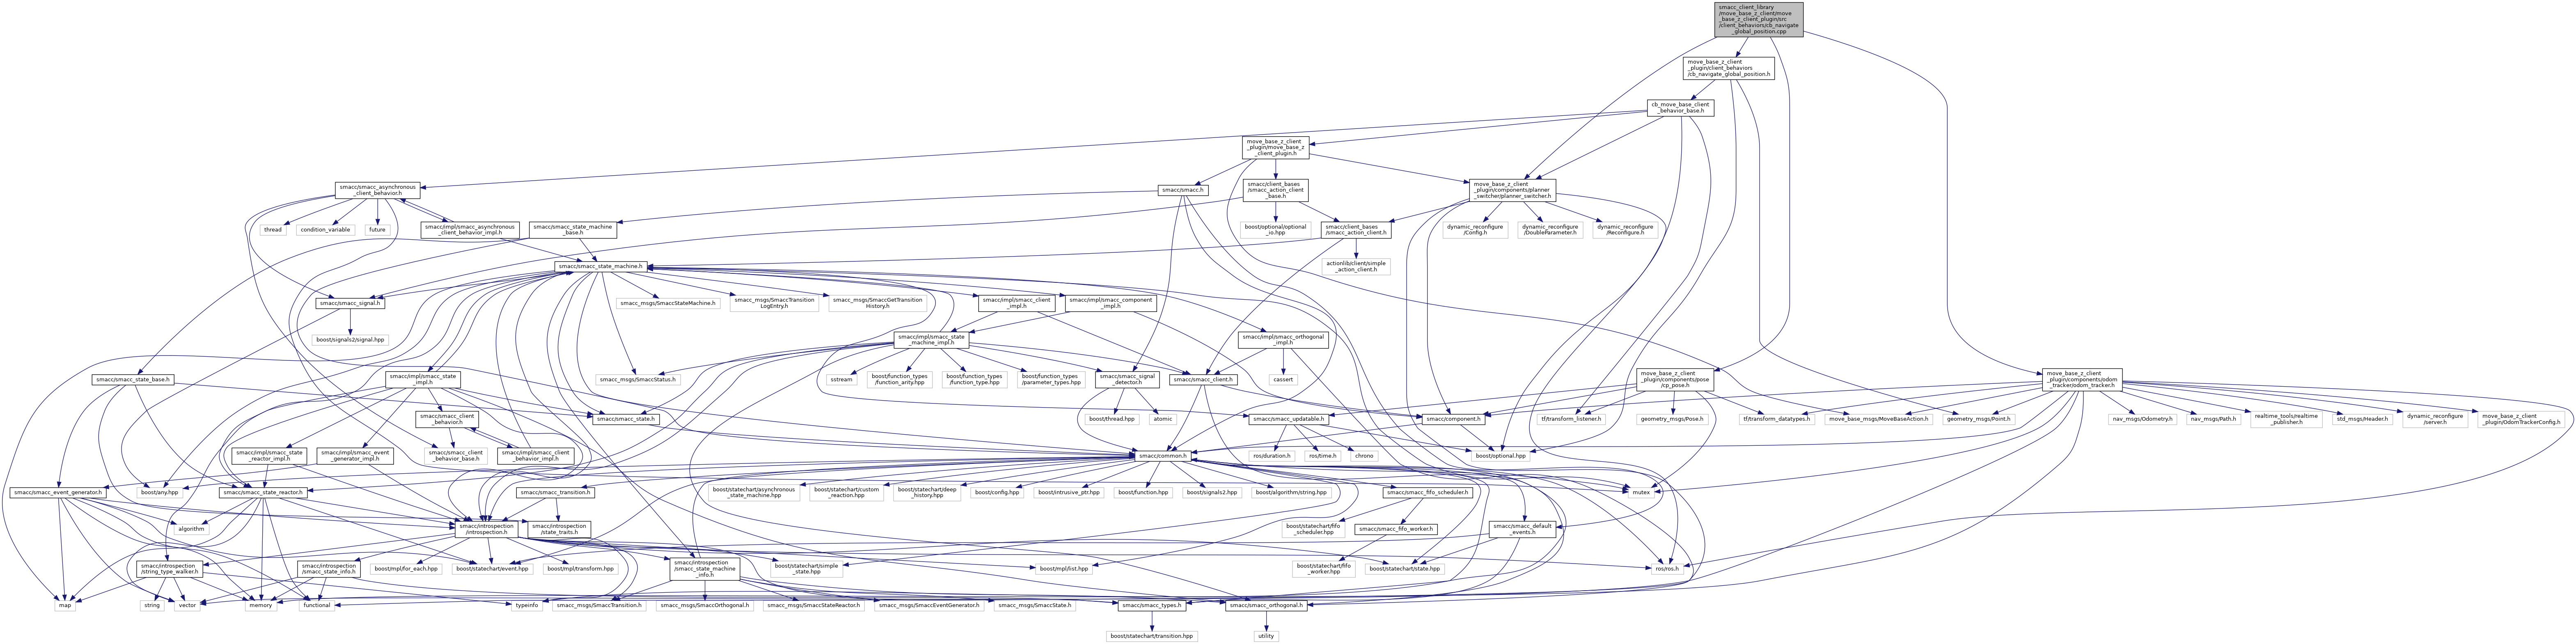 smacc_client_library
/move_base_z_client/move
_base_z_client_plugin/src
/client_behaviors/cb_navigate
_global_position.cpp
move_base_z_client
_plugin/client_behaviors
/cb_navigate_global_position.h
cb_move_base_client
_behavior_base.h
move_base_z_client
_plugin/move_base_z
_client_plugin.h
smacc/smacc_asynchronous
_client_behavior.h
smacc/smacc.h
smacc/client_bases
/smacc_action_client
_base.h
move_base_z_client
_plugin/components/planner
_switcher/planner_switcher.h
thread
condition_variable
future
smacc/impl/smacc_asynchronous
_client_behavior_impl.h
smacc/smacc_state_machine
_base.h
boost/optional/optional
_io.hpp
smacc/client_bases
/smacc_action_client.h
dynamic_reconfigure
/Config.h
dynamic_reconfigure
/DoubleParameter.h
dynamic_reconfigure
/Reconfigure.h
smacc/smacc_state_machine.h
actionlib/client/simple
_action_client.h
smacc/smacc_signal.h
smacc_msgs/SmaccStateMachine.h
smacc_msgs/SmaccTransition
LogEntry.h
smacc_msgs/SmaccGetTransition
History.h
smacc/impl/smacc_client
_impl.h
smacc/impl/smacc_component
_impl.h
boost/signals2/signal.hpp
smacc/impl/smacc_state
_machine_impl.h
smacc/impl/smacc_orthogonal
_impl.h
smacc/smacc_state_base.h
smacc/impl/smacc_state
_impl.h
smacc_msgs/SmaccStatus.h
sstream
boost/function_types
/function_arity.hpp
boost/function_types
/function_type.hpp
boost/function_types
/parameter_types.hpp
smacc/smacc_signal
_detector.h
smacc/smacc_client.h
cassert
move_base_z_client
_plugin/components/pose
/cp_pose.h
move_base_z_client
_plugin/components/odom
_tracker/odom_tracker.h
smacc/smacc_client
_behavior.h
smacc/smacc_state.h
boost/thread.hpp
atomic
smacc/smacc_updatable.h
smacc/component.h
tf/transform_listener.h
geometry_msgs/Pose.h
tf/transform_datatypes.h
move_base_msgs/MoveBaseAction.h
geometry_msgs/Point.h
nav_msgs/Odometry.h
nav_msgs/Path.h
realtime_tools/realtime
_publisher.h
std_msgs/Header.h
dynamic_reconfigure
/server.h
move_base_z_client
_plugin/OdomTrackerConfig.h
smacc/impl/smacc_state
_reactor_impl.h
smacc/impl/smacc_event
_generator_impl.h
smacc/smacc_client
_behavior_base.h
smacc/impl/smacc_client
_behavior_impl.h
smacc/common.h
ros/duration.h
ros/time.h
chrono
boost/optional.hpp
smacc/smacc_event_generator.h
boost/any.hpp
smacc/smacc_state_reactor.h
smacc/smacc_transition.h
boost/statechart/asynchronous
_state_machine.hpp
boost/statechart/custom
_reaction.hpp
boost/statechart/deep
_history.hpp
boost/config.hpp
boost/intrusive_ptr.hpp
boost/function.hpp
boost/signals2.hpp
boost/algorithm/string.hpp
smacc/smacc_fifo_scheduler.h
mutex
algorithm
smacc/introspection
/introspection.h
smacc/introspection
/state_traits.h
boost/statechart/fifo
_scheduler.hpp
smacc/smacc_fifo_worker.h
smacc/smacc_default
_events.h
smacc/introspection
/string_type_walker.h
smacc/introspection
/smacc_state_info.h
boost/mpl/for_each.hpp
boost/statechart/event.hpp
boost/mpl/transform.hpp
smacc/introspection
/smacc_state_machine
_info.h
boost/statechart/simple
_state.hpp
boost/mpl/list.hpp
boost/statechart/fifo
_worker.hpp
boost/statechart/state.hpp
ros/ros.h
map
string
vector
memory
functional
typeinfo
smacc_msgs/SmaccTransition.h
smacc_msgs/SmaccOrthogonal.h
smacc_msgs/SmaccStateReactor.h
smacc_msgs/SmaccEventGenerator.h
smacc_msgs/SmaccState.h
smacc/smacc_types.h
smacc/smacc_orthogonal.h
boost/statechart/transition.hpp
utility